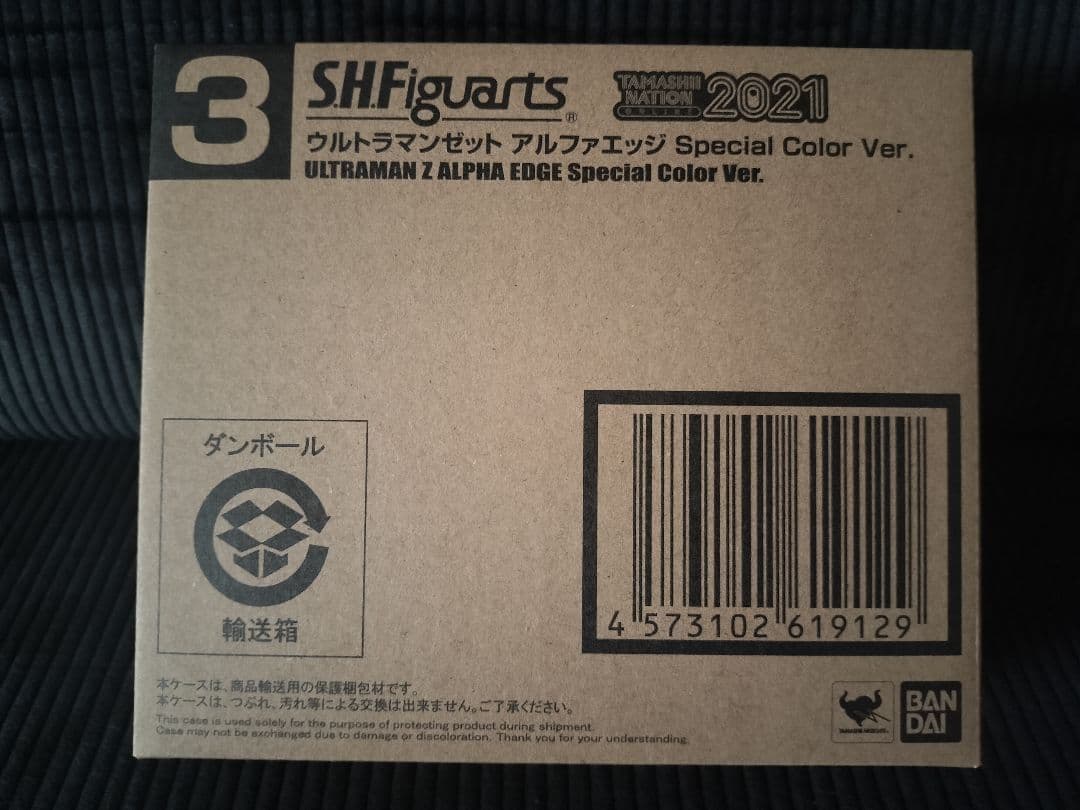 3
S.H.Figuarts®
TAMASHII NATION ONLINE 2021
ウルトラマンゼット アルファエッジ Special Color Ver.
ULTRAMAN Z ALPHA EDGE Special Color Ver.
ダンボール
輸送箱
4 573102 619129
本ケースは、商品輸送用の保護梱包材です。
本ケースは、つぶれ、汚れ等による交換は出来ません。ご了承ください。
This case is used solely for the purpose of protecting product during shipment.
Case may not be exchanged due to damage or discoloration. Thank you for your understanding.
TAMASHII NATIONS
BAN
DAI